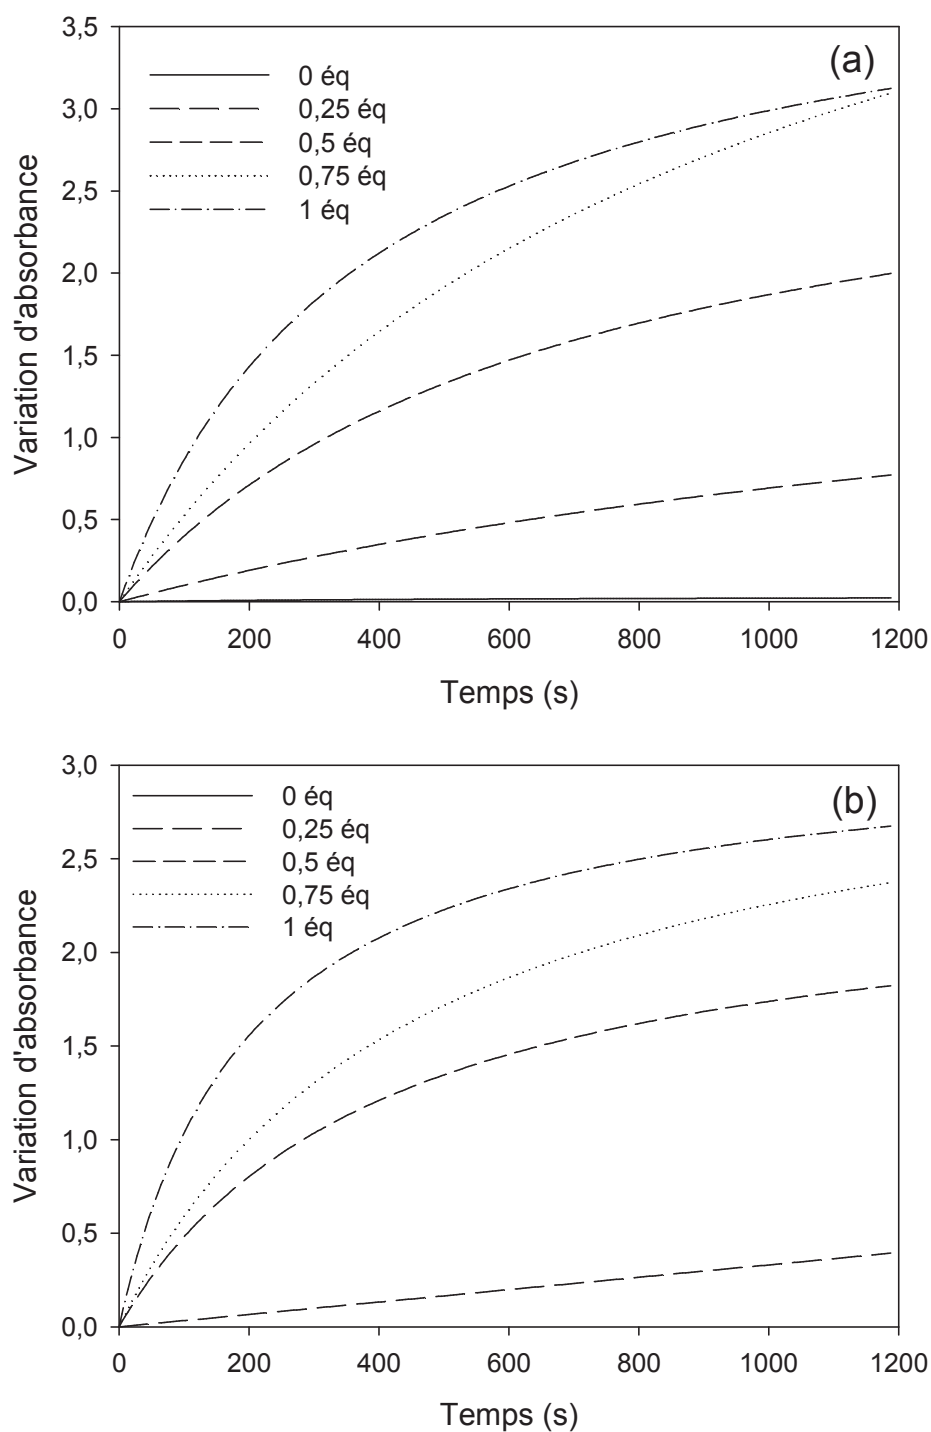 3,5
(a)
0 éq
0,25 éq
3,0
0,5 éq
0,75 éq
2,5
1 éq
2,0
1,5
1,0
0,5
0,0
Variation d'absorbance
0 200 400 600 800 1000 1200
Temps (s)
3,0
(b)
0 éq
0,25 éq
2,5
0,5 éq
0,75 éq
1 éq
2,0
1,5
1,0
0,5
0,0
Variation d'absorbance
0 200 400 600 800 1000 1200
Temps (s)